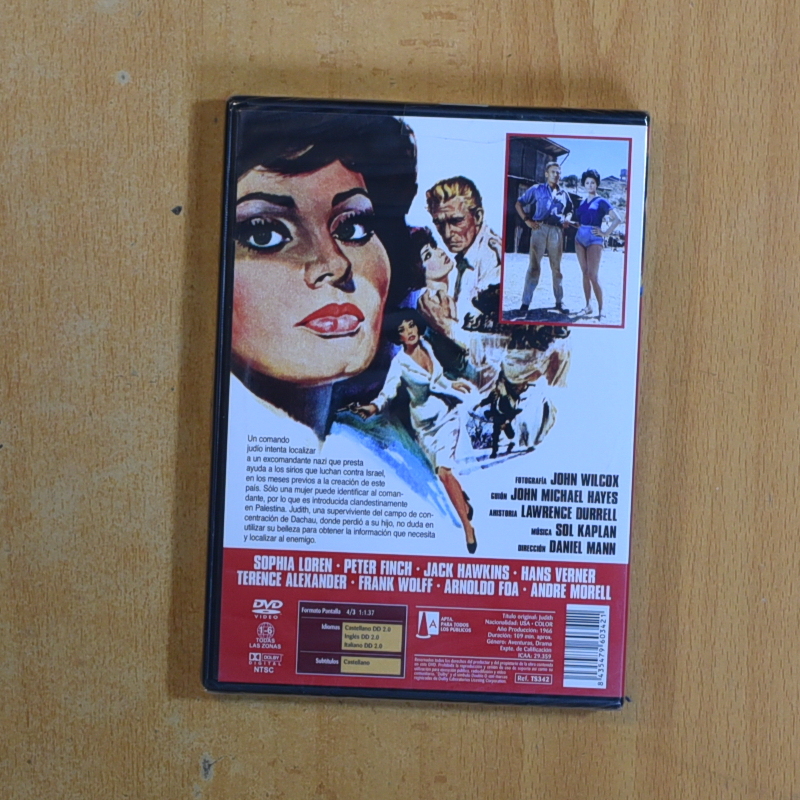 Un comando
judío intenta localizar
a un excomandante nazi que presta
ayuda a los sirios que luchan contra Israel,
en los meses previos a la creación de este
país. Sólo una mujer puede identificar al coman-
dante, por lo que es introducida clandestinamente
en Palestina. Judith, una superviviente del campo de con-
centración de Dachau, donde perdió a su hijo, no duda en
utilizar su belleza para obtener la información que necesita
y localizar al enemigo.
FOTOGRAFÍA JOHN WILCOX
GUIÓN JOHN MICHAEL HAYES
AHISTORIA LAWRENCE DURRELL
MÚSICA SOL KAPLAN
DIRECCIÓN DANIEL MANN
SOPHIA LOREN · PETER FINCH · JACK HAWKINS · HANS VERNER
TERENCE ALEXANDER · FRANK WOLFF · ARNOLDO FOA · ANDRE MORELL
DVD
VIDEO
TODAS
LAS ZONAS
DOLBY
DIGITAL
NTSC
Formato Pantalla 4/3 1:1.37
Idiomas Castellano DD 2.0
Inglés DD 2.0
Italiano DD 2.0
Subtítulos Castellano
A
APTA
PARA TODOS
LOS PÚBLICOS
Título original: Judith
Nacionalidad: USA · COLOR
Año Producción: 1966
Duración: 109 min. aprox.
Género: Aventuras, Drama
Expte. de Calificación
ICAA: 29.359
Ref. TS342
8435479603421